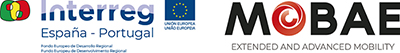 Interreg
España - Portugal
Fondo Europeo de Desarrollo Regional
Fundo Europeu de Desenvolvimento Regional
UNIÓN EUROPEA
UNIÃO EUROPEIA
MOBAE
EXTENDED AND ADVANCED MOBILITY